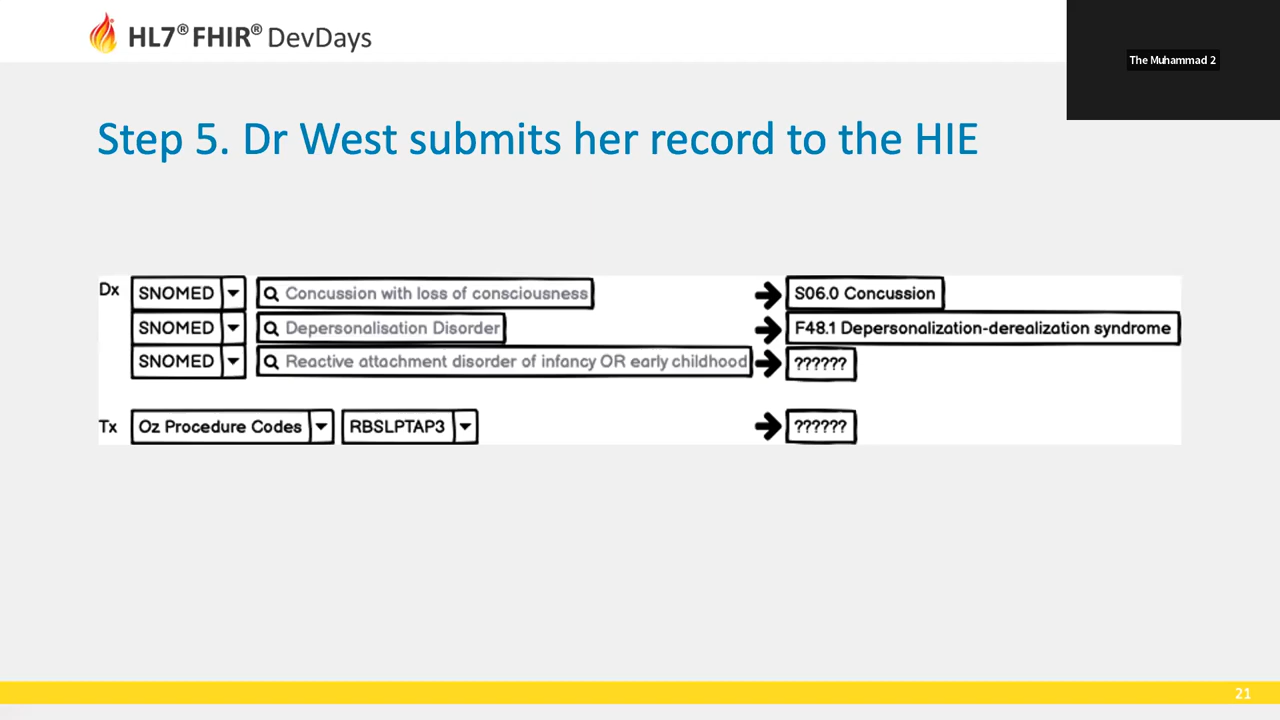 HL7® FHIR® DevDays
The Muhammad 2
Step 5. Dr West submits her record to the HIE
Dx SNOMED Concussion with loss of consciousness S06.0 Concussion
SNOMED Depersonalisation Disorder F48.1 Depersonalization-derealization syndrome
SNOMED Reactive attachment disorder of infancy OR early childhood ??????
Tx Oz Procedure Codes RBSLPTAP3 ??????
21